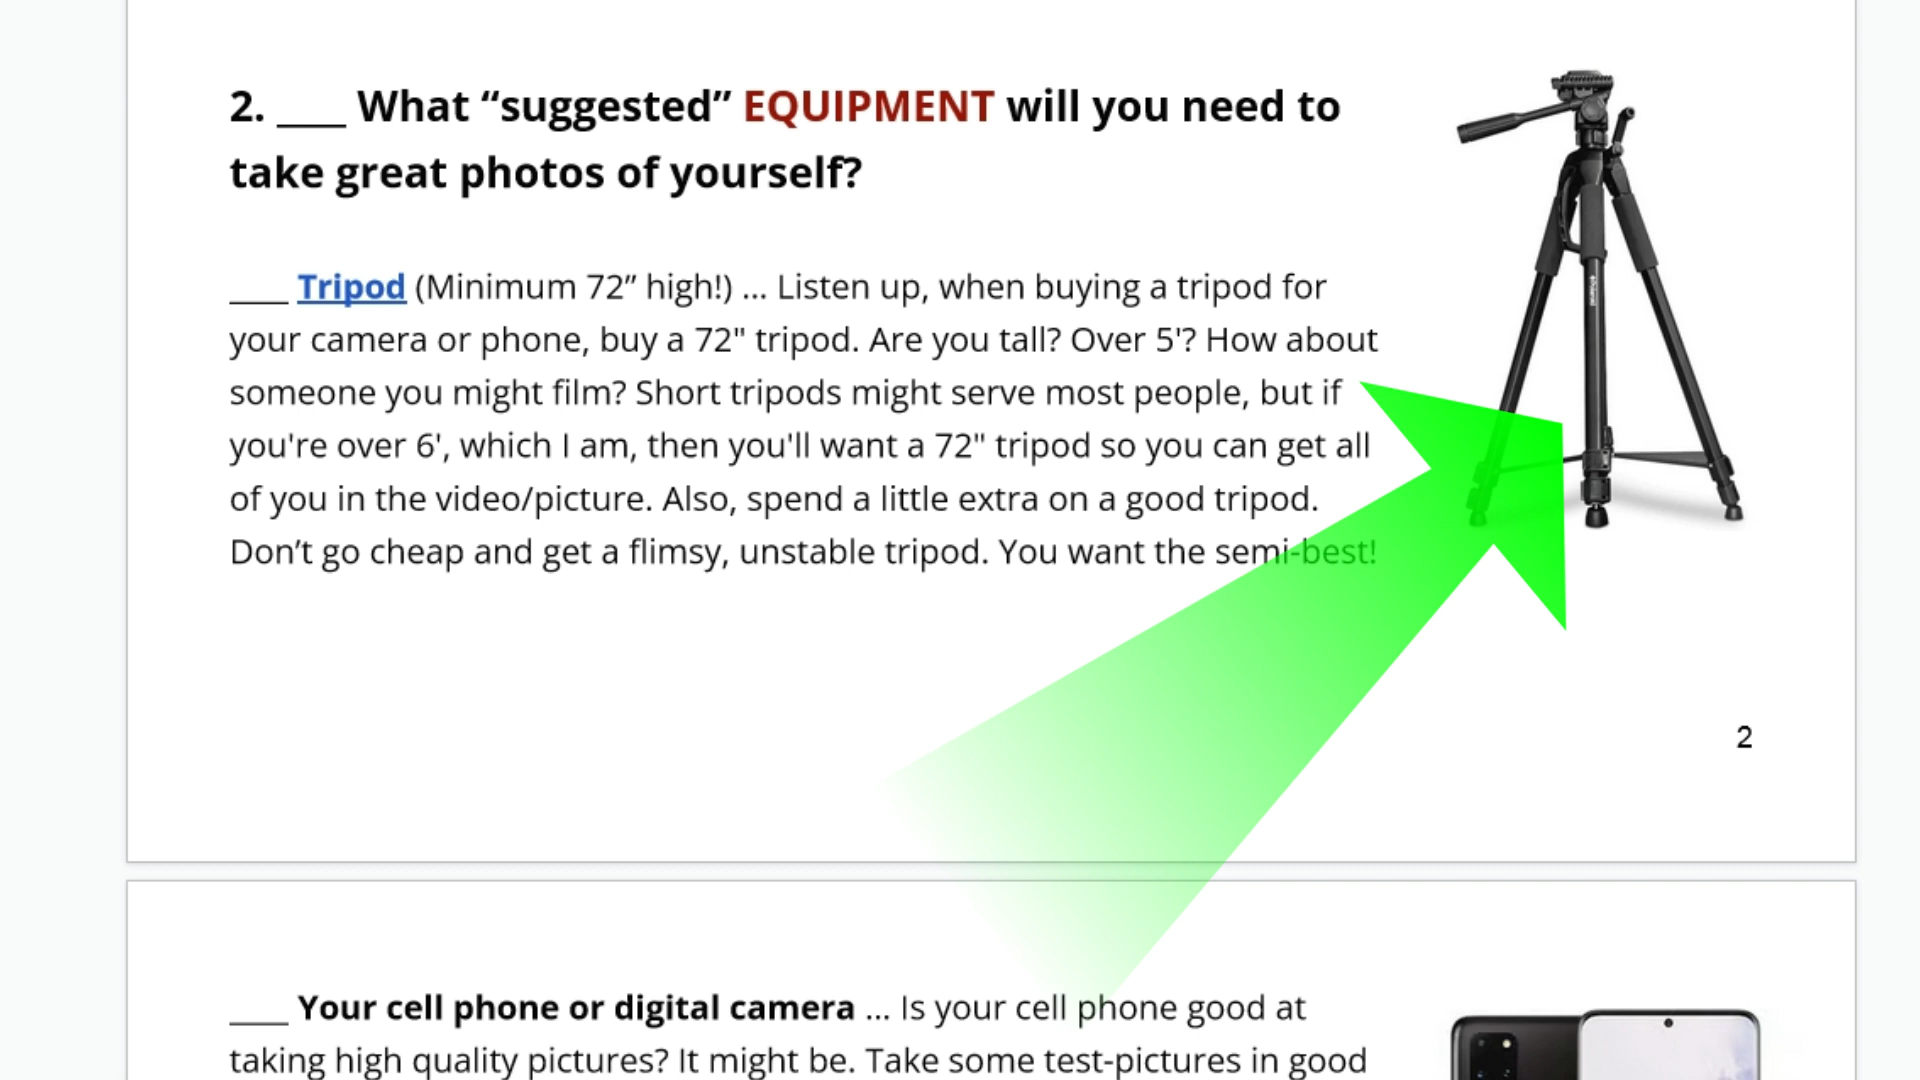 2. ____ What “suggested” EQUIPMENT will you need to
take great photos of yourself?
____ Tripod (Minimum 72” high!) ... Listen up, when buying a tripod for
your camera or phone, buy a 72" tripod. Are you tall? Over 5'? How about
someone you might film? Short tripods might serve most people, but if
you're over 6', which I am, then you'll want a 72" tripod so you can get all
of you in the video/picture. Also, spend a little extra on a good tripod.
Don’t go cheap and get a flimsy, unstable tripod. You want the semi-best!
2
____ Your cell phone or digital camera ... Is your cell phone good at
taking high quality pictures? It might be. Take some test-pictures in good